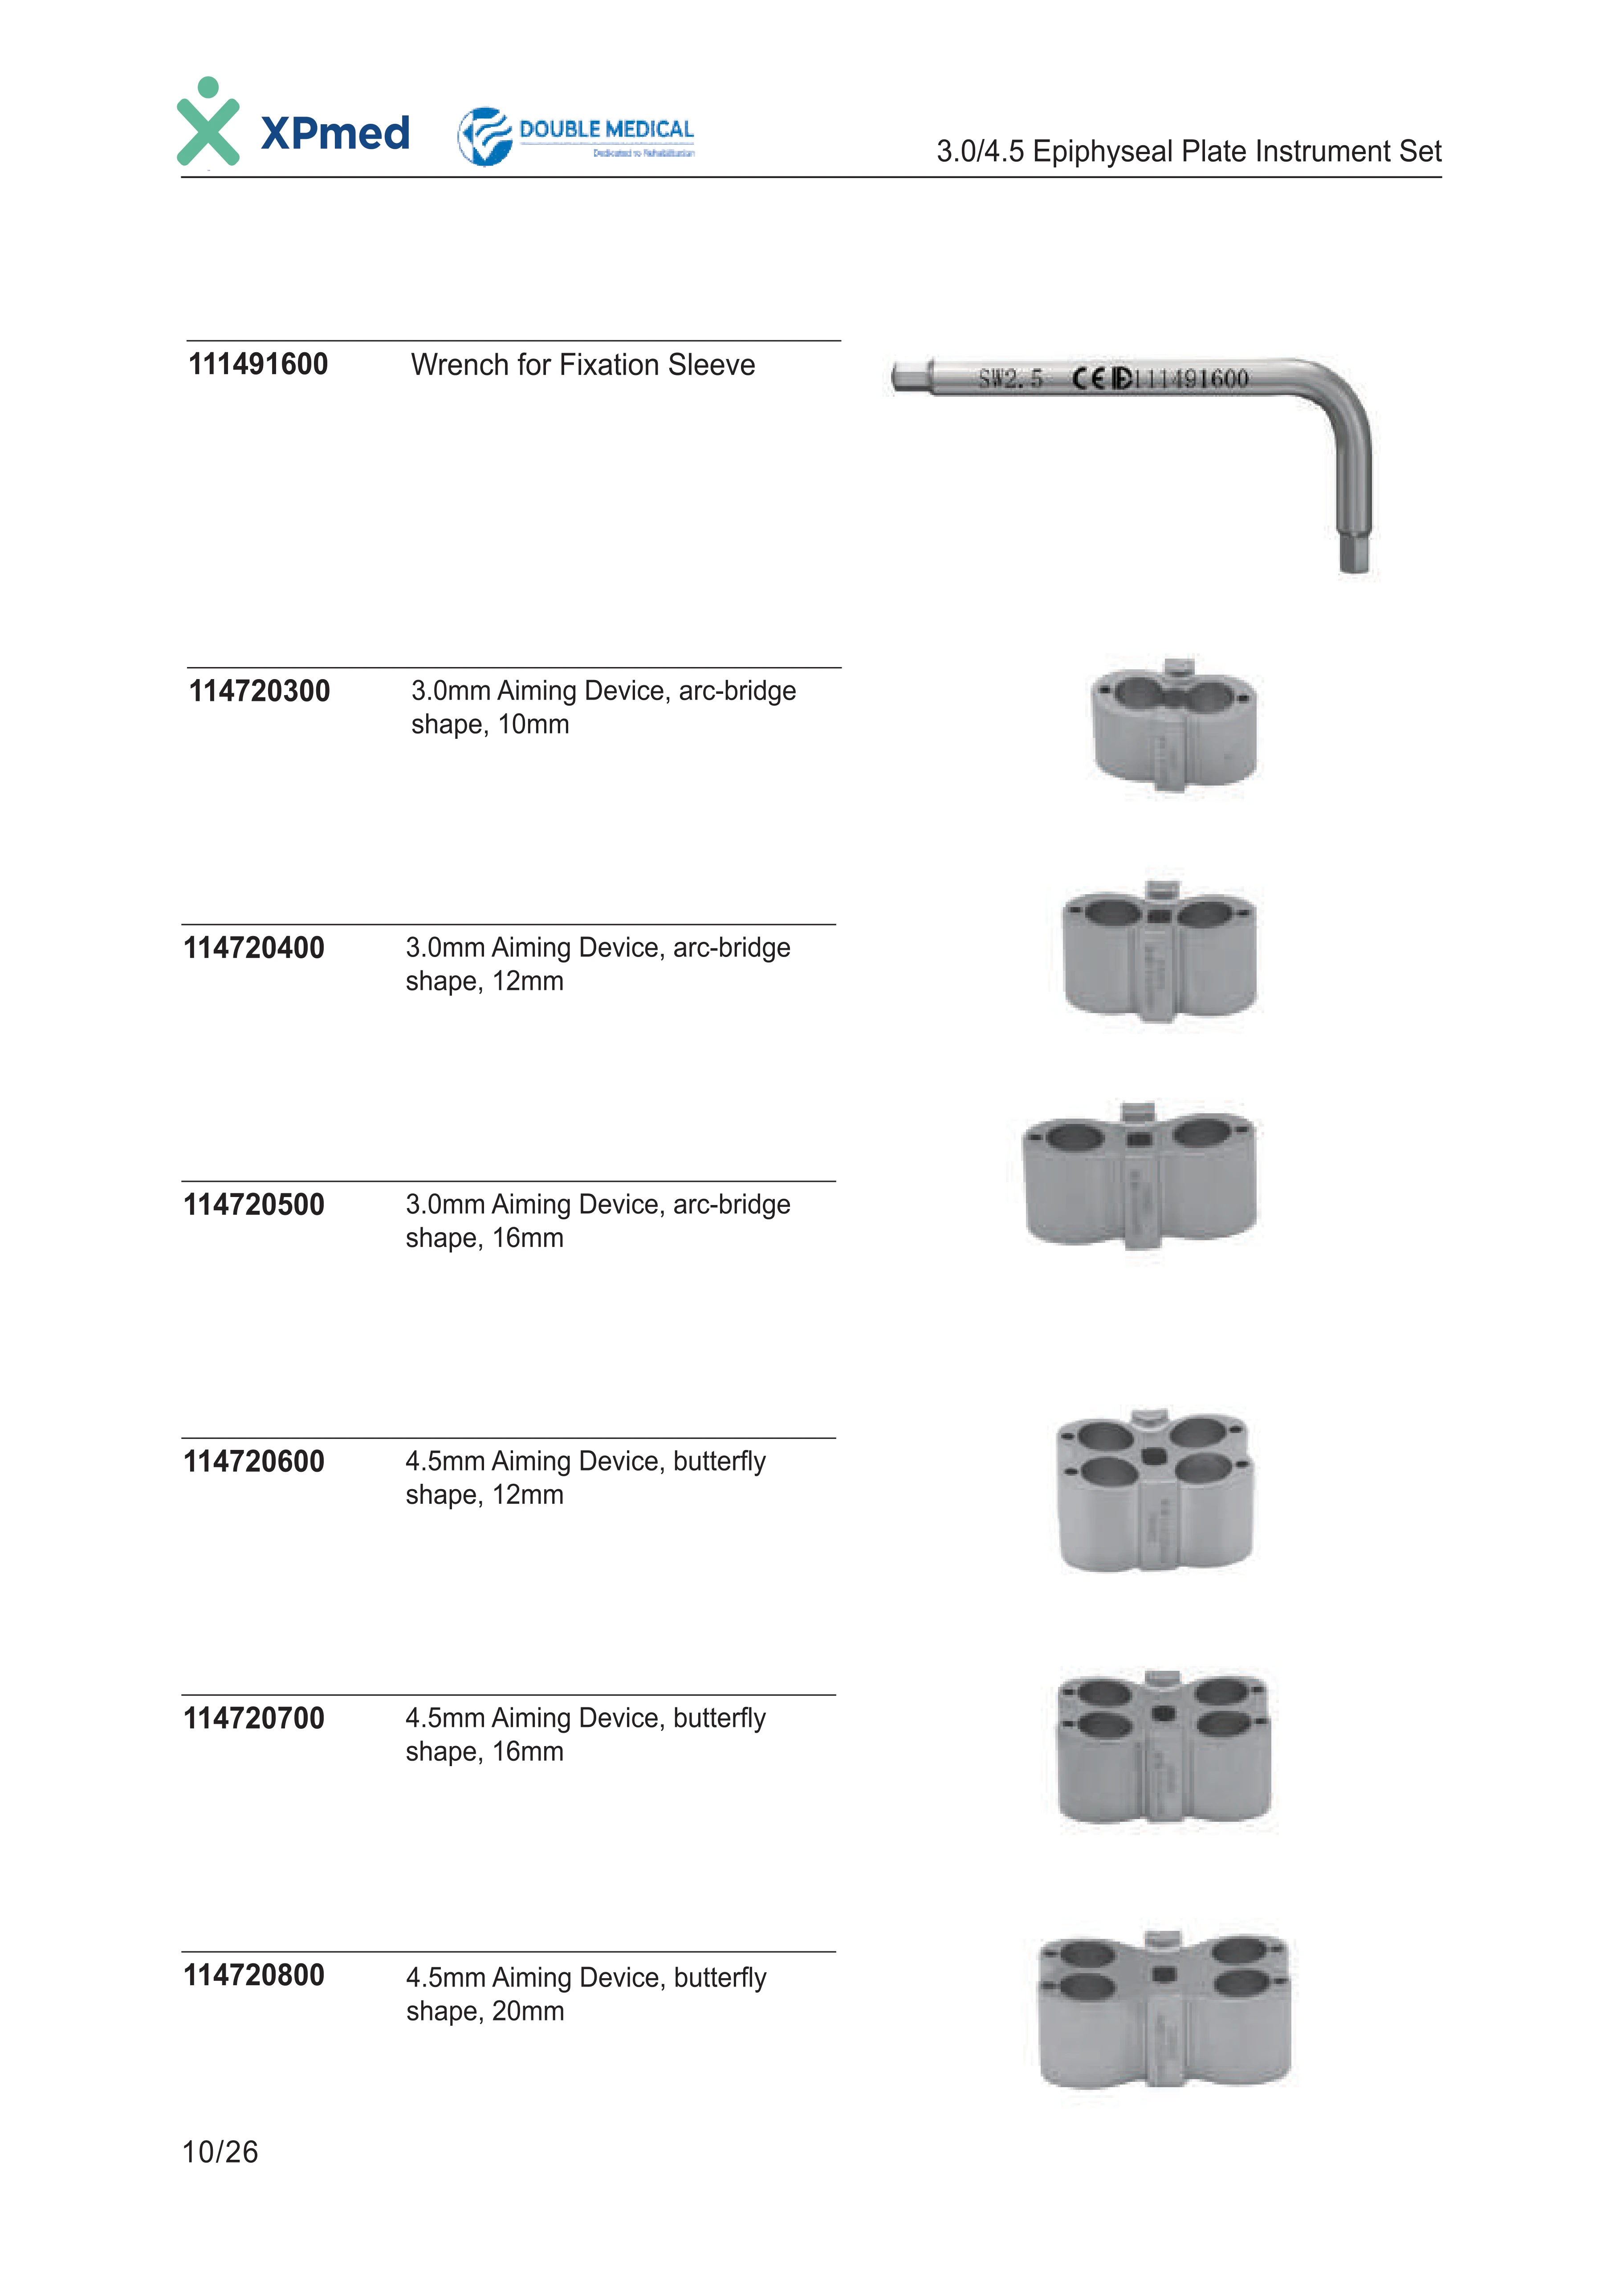 XPmed
DOUBLE MEDICAL
Dedicated to Rehabilitation
3.0/4.5 Epiphyseal Plate Instrument Set
111491600 Wrench for Fixation Sleeve
SW2.5 CE 111491600
114720300 3.0mm Aiming Device, arc-bridge
shape, 10mm
114720400 3.0mm Aiming Device, arc-bridge
shape, 12mm
114720500 3.0mm Aiming Device, arc-bridge
shape, 16mm
114720600 4.5mm Aiming Device, butterfly
shape, 12mm
114720700 4.5mm Aiming Device, butterfly
shape, 16mm
114720800 4.5mm Aiming Device, butterfly
shape, 20mm
10/26